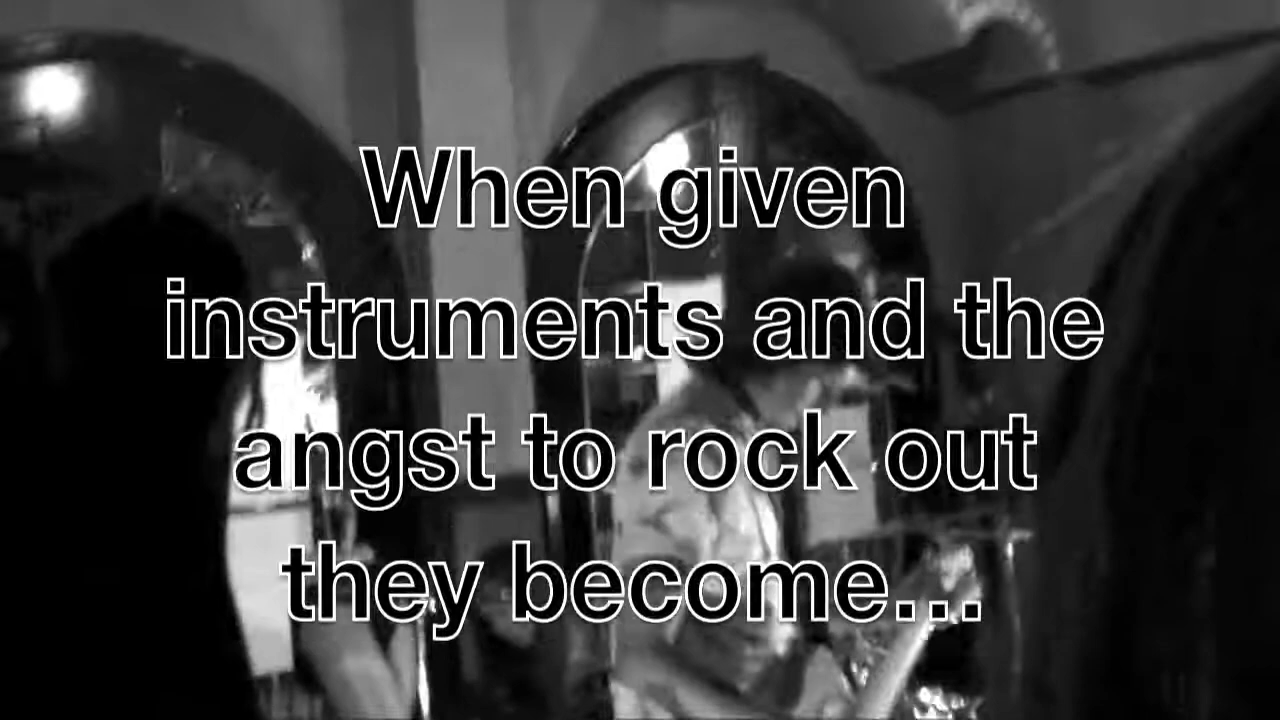 When given
instruments and the
angst to rock out
they become...